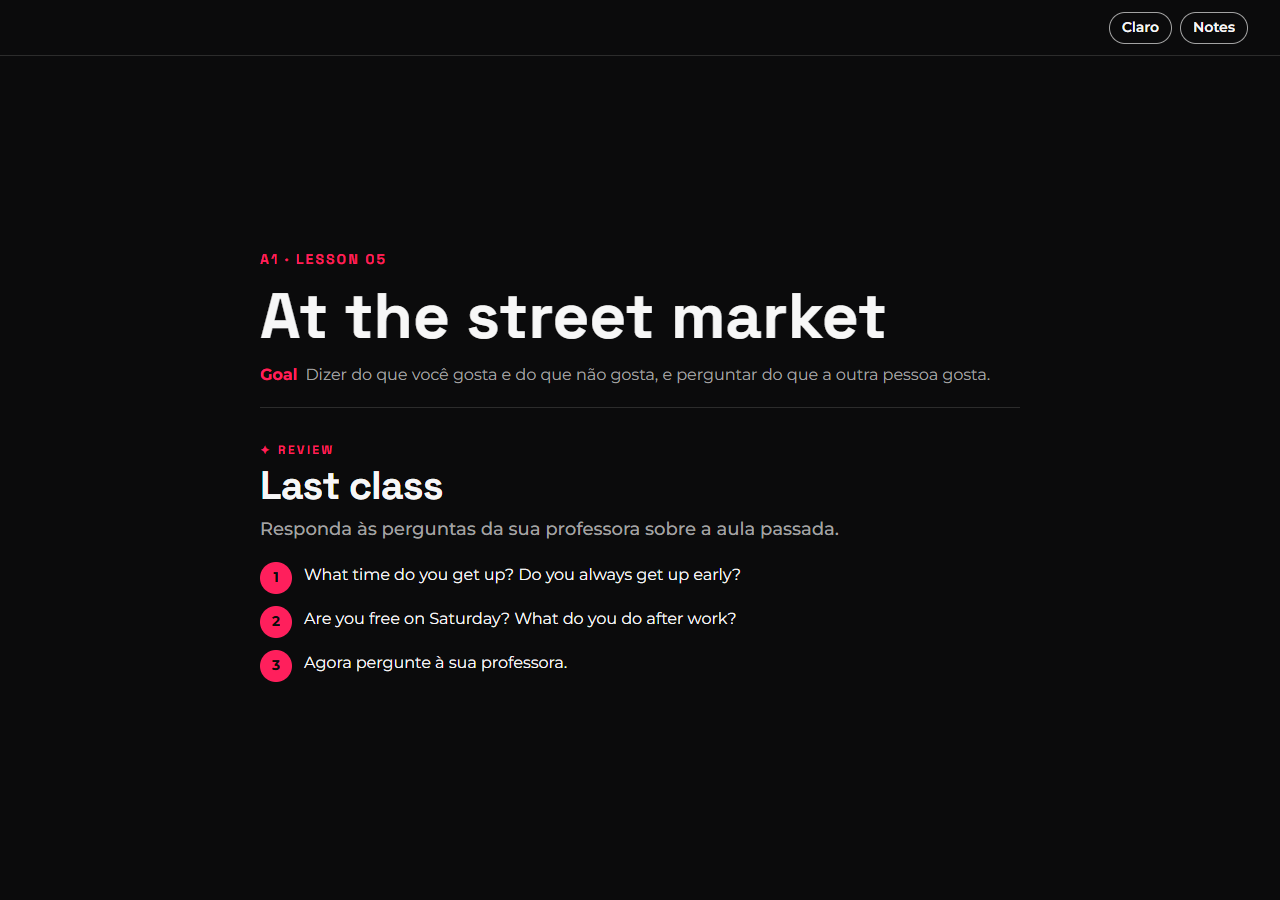 Claro
Notes
A1 · LESSON 05
At the street market
Goal Dizer do que você gosta e do que não gosta, e perguntar do que a outra pessoa gosta.
✦ REVIEW
Last class
Responda às perguntas da sua professora sobre a aula passada.
1 What time do you get up? Do you always get up early?
2 Are you free on Saturday? What do you do after work?
3 Agora pergunte à sua professora.